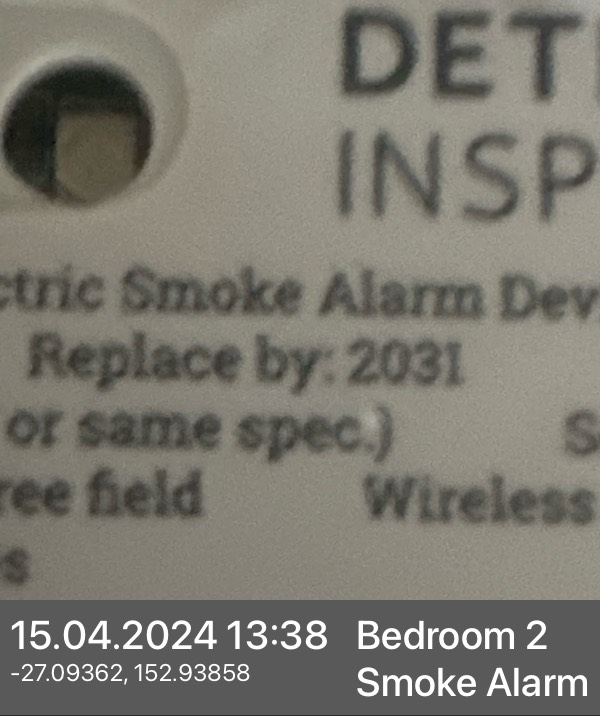 DET
INSP
ctric Smoke Alarm Dev
Replace by: 2031
or same spec.)
S
ree field
Wireless
s
15.04.2024 13:38
-27.09362, 152.93858
Bedroom 2
Smoke Alarm